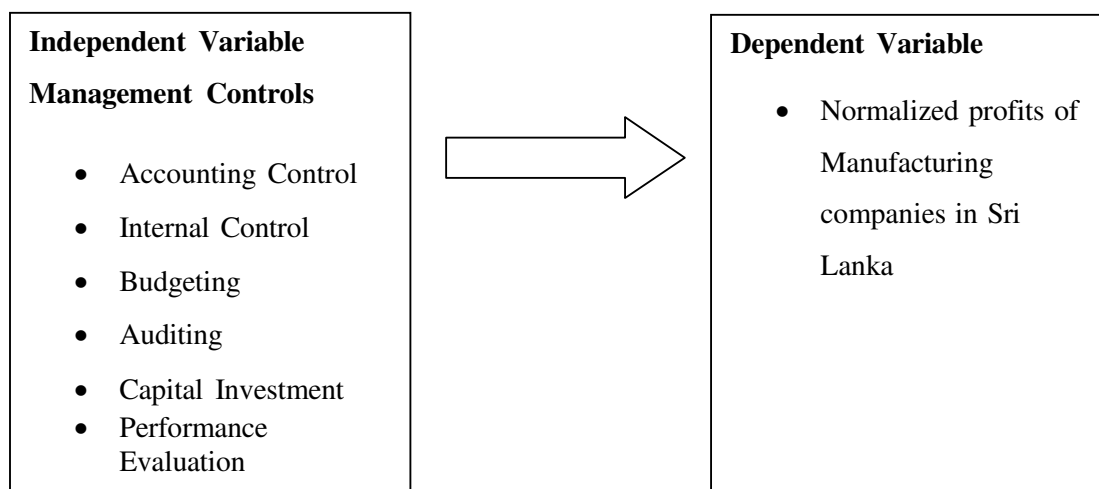 Independent Variable
Management Controls
• Accounting Control
• Internal Control
• Budgeting
• Auditing
• Capital Investment
• Performance
Evaluation
Dependent Variable
• Normalized profits of
Manufacturing
companies in Sri
Lanka